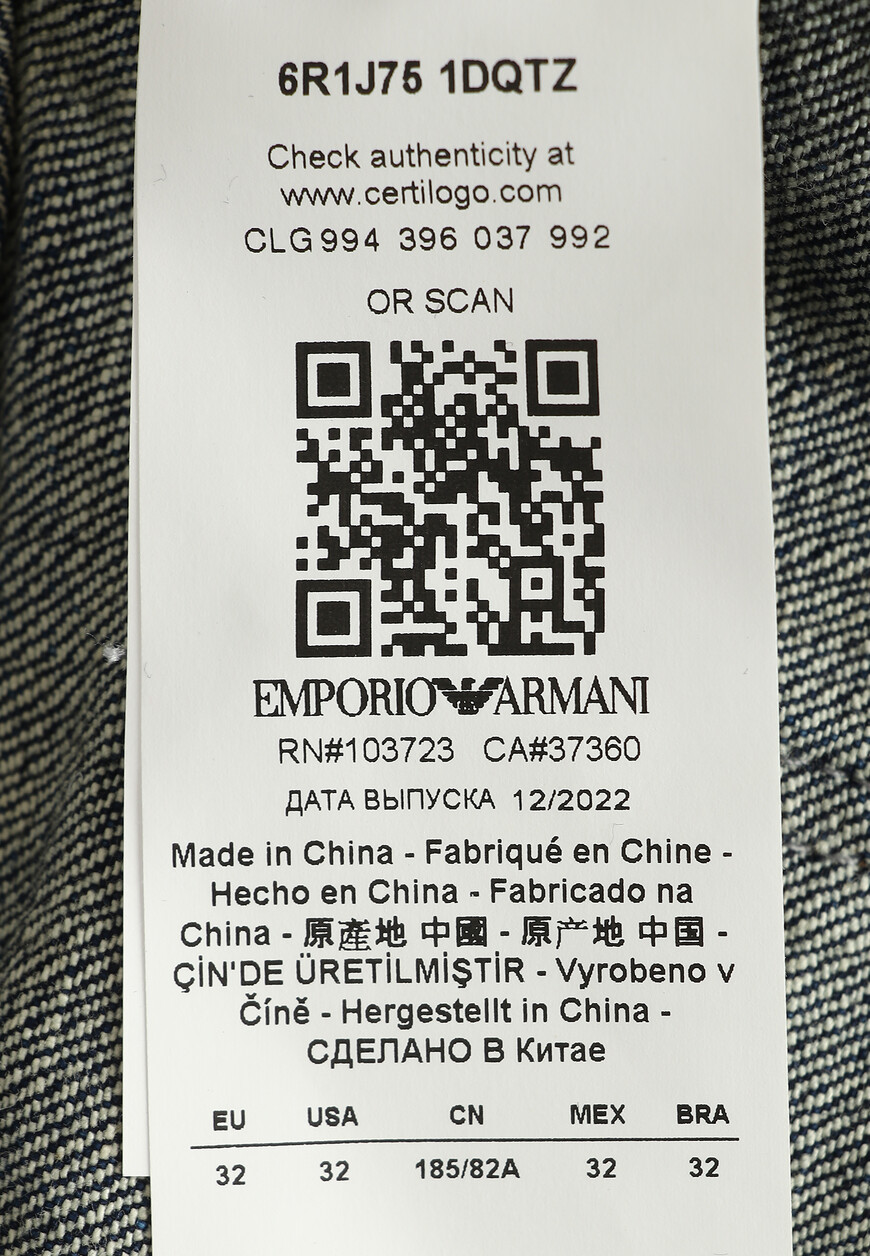 6R1J75 1DQTZ
Check authenticity at
www.certilogo.com
CLG 994 396 037 992
OR SCAN
EMPORIO ARMANI
RN#103723 CA#37360
ДАТА ВЫПУСКА 12/2022
Made in China - Fabriqué en Chine -
Hecho en China - Fabricado na
China - 原產地 中國 - 原产地 中国 -
ÇİN'DE ÜRETİLMİŞTİR - Vyrobeno v
Číně - Hergestellt in China -
СДЕЛАНО В Китае
EU USA CN MEX BRA
32 32 185/82A 32 32